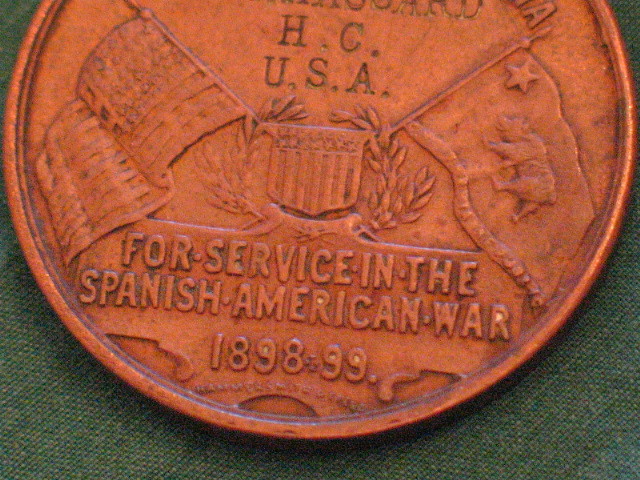 H.C.
U.S.A.
FOR·SERVICE·IN·THE
SPANISH·AMERICAN·WAR
1898-99.